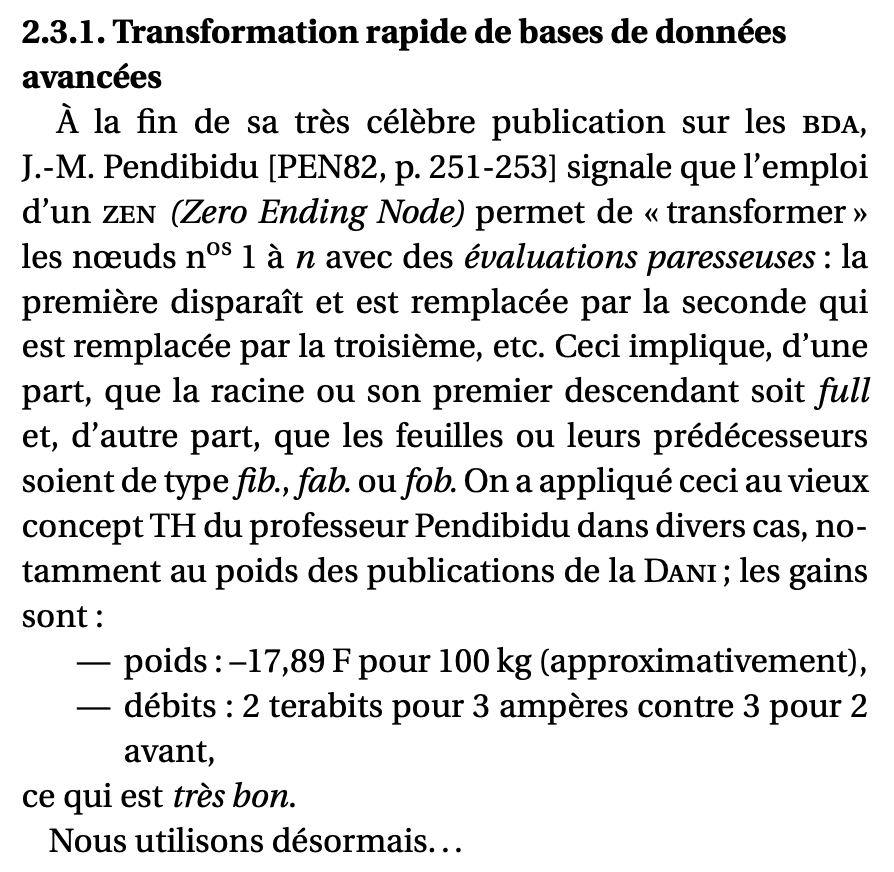 2.3.1. Transformation rapide de bases de données
avancées
À la fin de sa très célèbre publication sur les BDA,
J.-M. Pendibidu [PEN82, p. 251-253] signale que l’emploi
d’un ZEN (Zero Ending Node) permet de « transformer »
les nœuds nos 1 à n avec des évaluations paresseuses : la
première disparaît et est remplacée par la seconde qui
est remplacée par la troisième, etc. Ceci implique, d’une
part, que la racine ou son premier descendant soit full
et, d’autre part, que les feuilles ou leurs prédécesseurs
soient de type fib., fab. ou fob. On a appliqué ceci au vieux
concept TH du professeur Pendibidu dans divers cas, no-
tamment au poids des publications de la DANI ; les gains
sont :
— poids : –17,89 F pour 100 kg (approximativement),
— débits : 2 terabits pour 3 ampères contre 3 pour 2
avant,
ce qui est très bon.
Nous utilisons désormais…